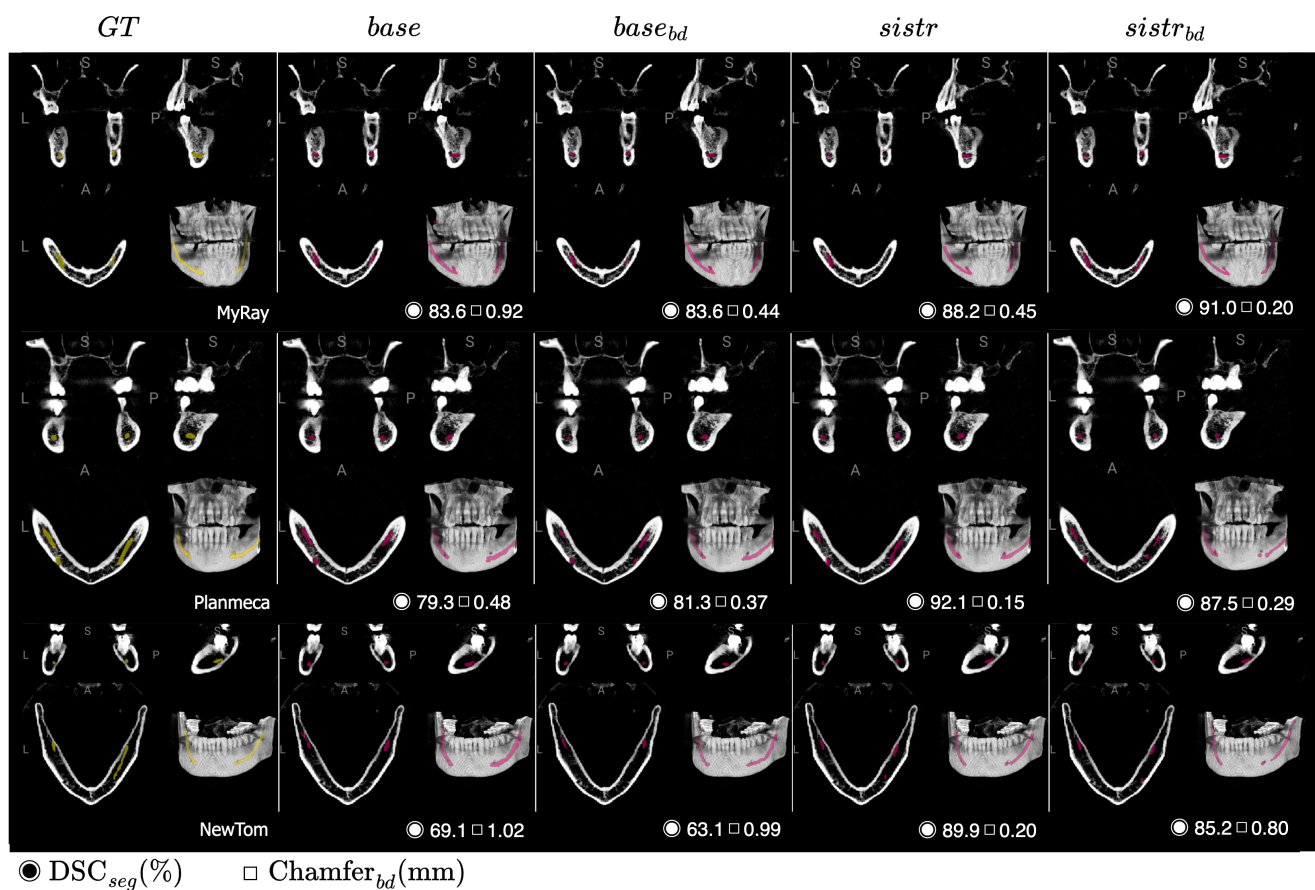 GT base base_bd sistr sistr_bd
S S S S S S S S S S
L P L P L P L P L P
A A A A A
L L L L L
MyRay ◉ 83.6 □ 0.92 ◉ 83.6 □ 0.44 ◉ 88.2 □ 0.45 ◉ 91.0 □ 0.20
S S S S S S S S S S
L P L P L P L P L P
A A A A A
L L L L L
Planmeca ◉ 79.3 □ 0.48 ◉ 81.3 □ 0.37 ◉ 92.1 □ 0.15 ◉ 87.5 □ 0.29
S S S S S S S S S S
L P L P L P L P L P
A A A A A
L L L L L
NewTom ◉ 69.1 □ 1.02 ◉ 63.1 □ 0.99 ◉ 89.9 □ 0.20 ◉ 85.2 □ 0.80
◉ DSC_seg(%) □ Chamfer_bd(mm)